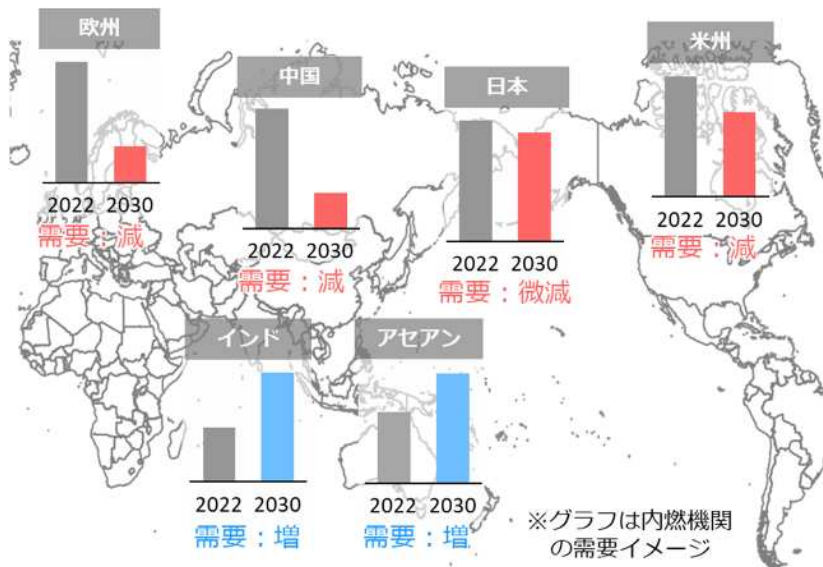 欧州
2022 2030
需要：減
中国
2022 2030
需要：減
日本
2022 2030
需要：微減
米州
2022 2030
需要：減
インド
2022 2030
需要：増
アセアン
2022 2030
需要：増
※グラフは内燃機関
の需要イメージ